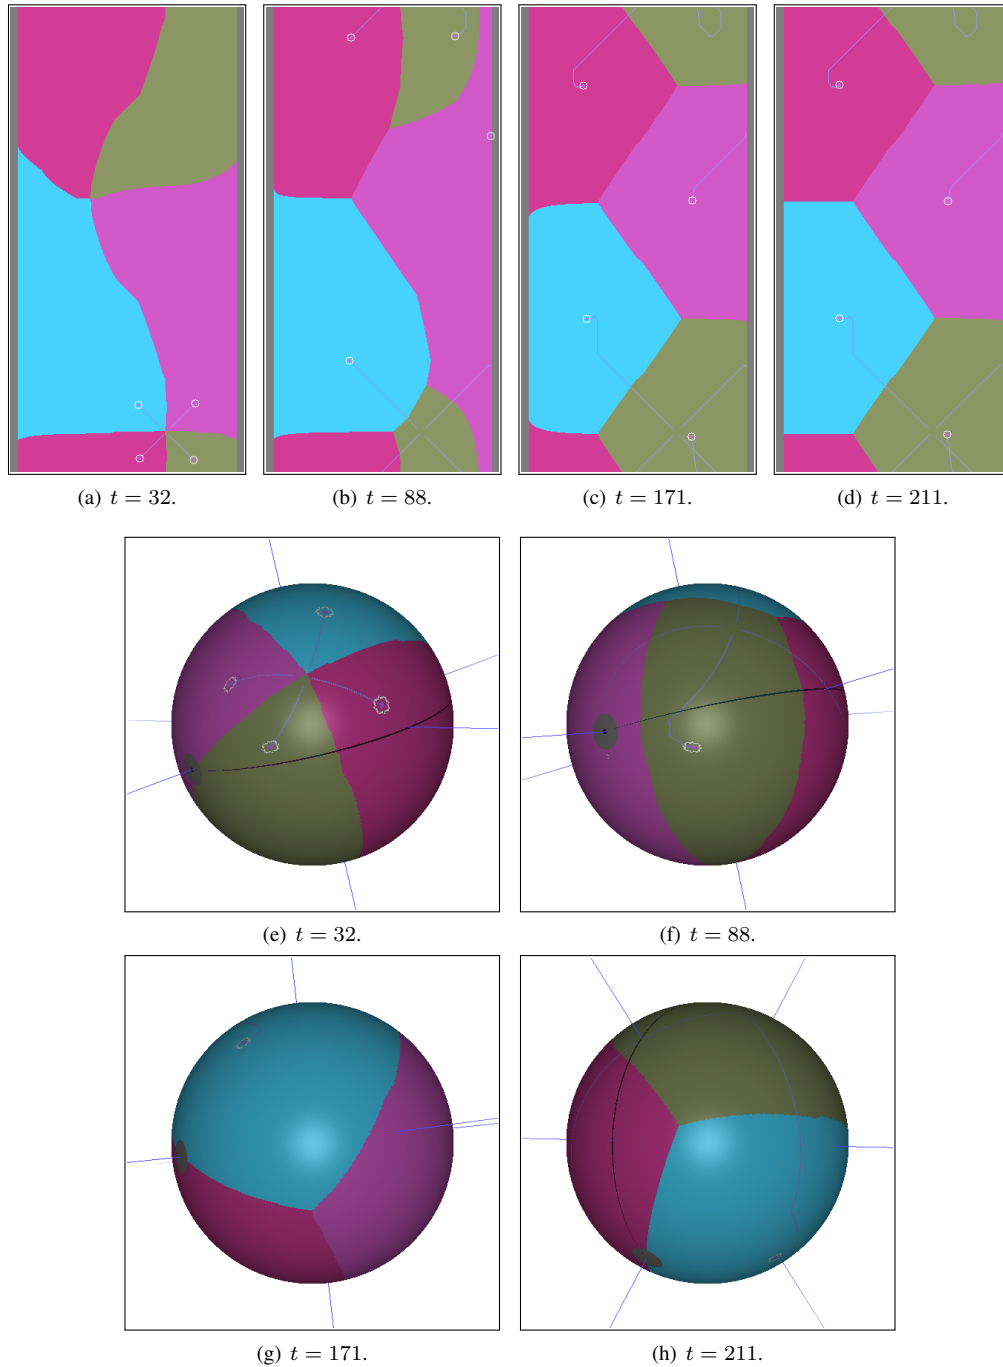 (a) t = 32.
(b) t = 88.
(c) t = 171.
(d) t = 211.
(e) t = 32.
(f) t = 88.
(g) t = 171.
(h) t = 211.